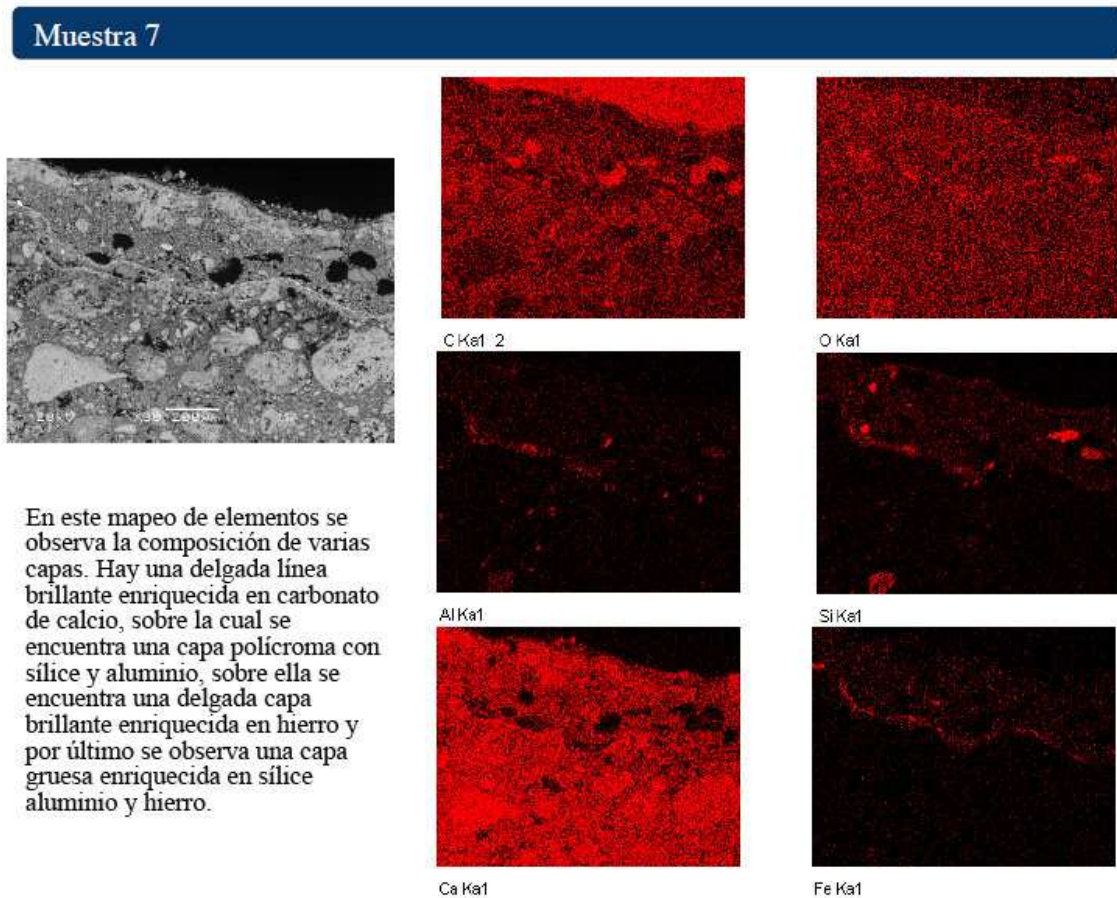 Muestra 7
C Ka1_2
O Ka1
20kV X90 200µm
Al Ka1
Si Ka1
En este mapeo de elementos se
observa la composición de varias
capas. Hay una delgada línea
brillante enriquecida en carbonato
de calcio, sobre la cual se
encuentra una capa polícroma con
sílice y aluminio, sobre ella se
encuentra una delgada capa
brillante enriquecida en hierro y
por último se observa una capa
gruesa enriquecida en sílice
aluminio y hierro.
Ca Ka1
Fe Ka1